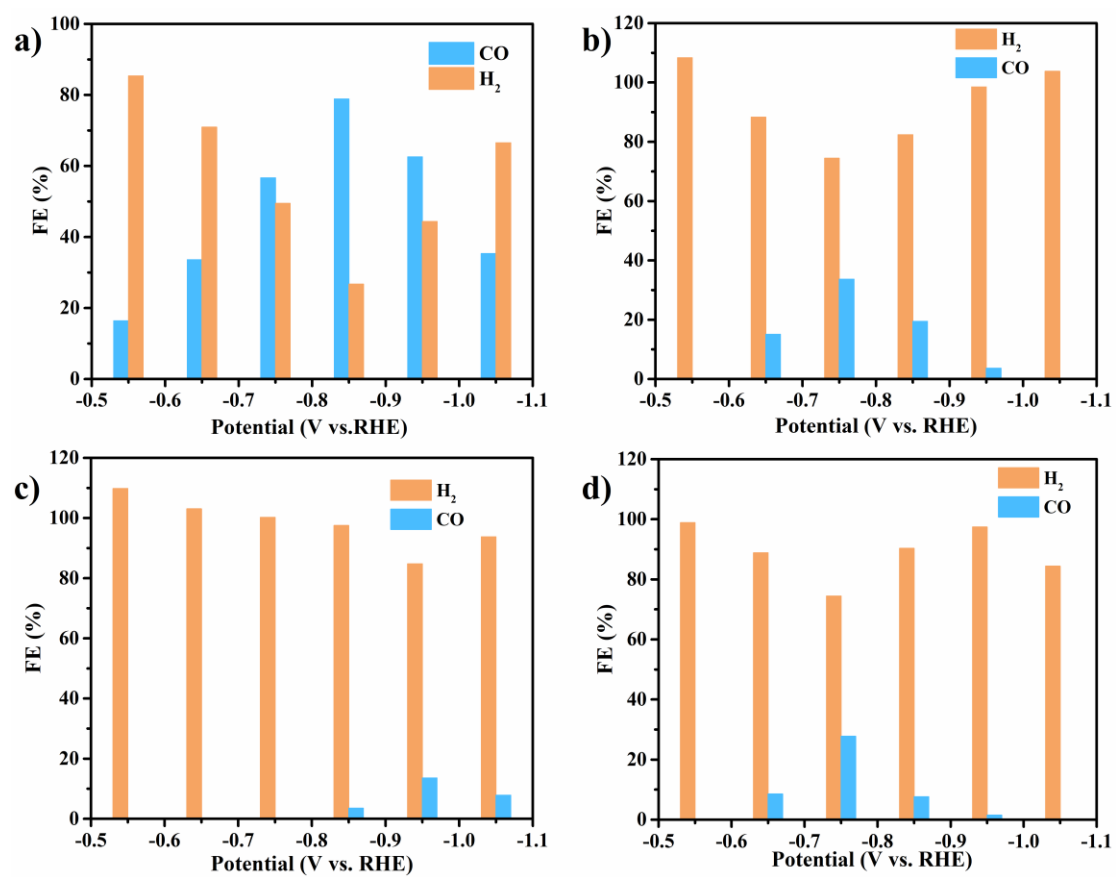 a)
100
80
60
40
20
0
FE (%)
CO
H₂
-0.5 -0.6 -0.7 -0.8 -0.9 -1.0 -1.1
Potential (V vs.RHE)
b)
120
100
80
60
40
20
0
FE (%)
H₂
CO
-0.5 -0.6 -0.7 -0.8 -0.9 -1.0 -1.1
Potential (V vs. RHE)
c)
120
100
80
60
40
20
0
FE (%)
H₂
CO
-0.5 -0.6 -0.7 -0.8 -0.9 -1.0 -1.1
Potential (V vs. RHE)
d)
120
100
80
60
40
20
0
FE (%)
H₂
CO
-0.5 -0.6 -0.7 -0.8 -0.9 -1.0 -1.1
Potential (V vs. RHE)